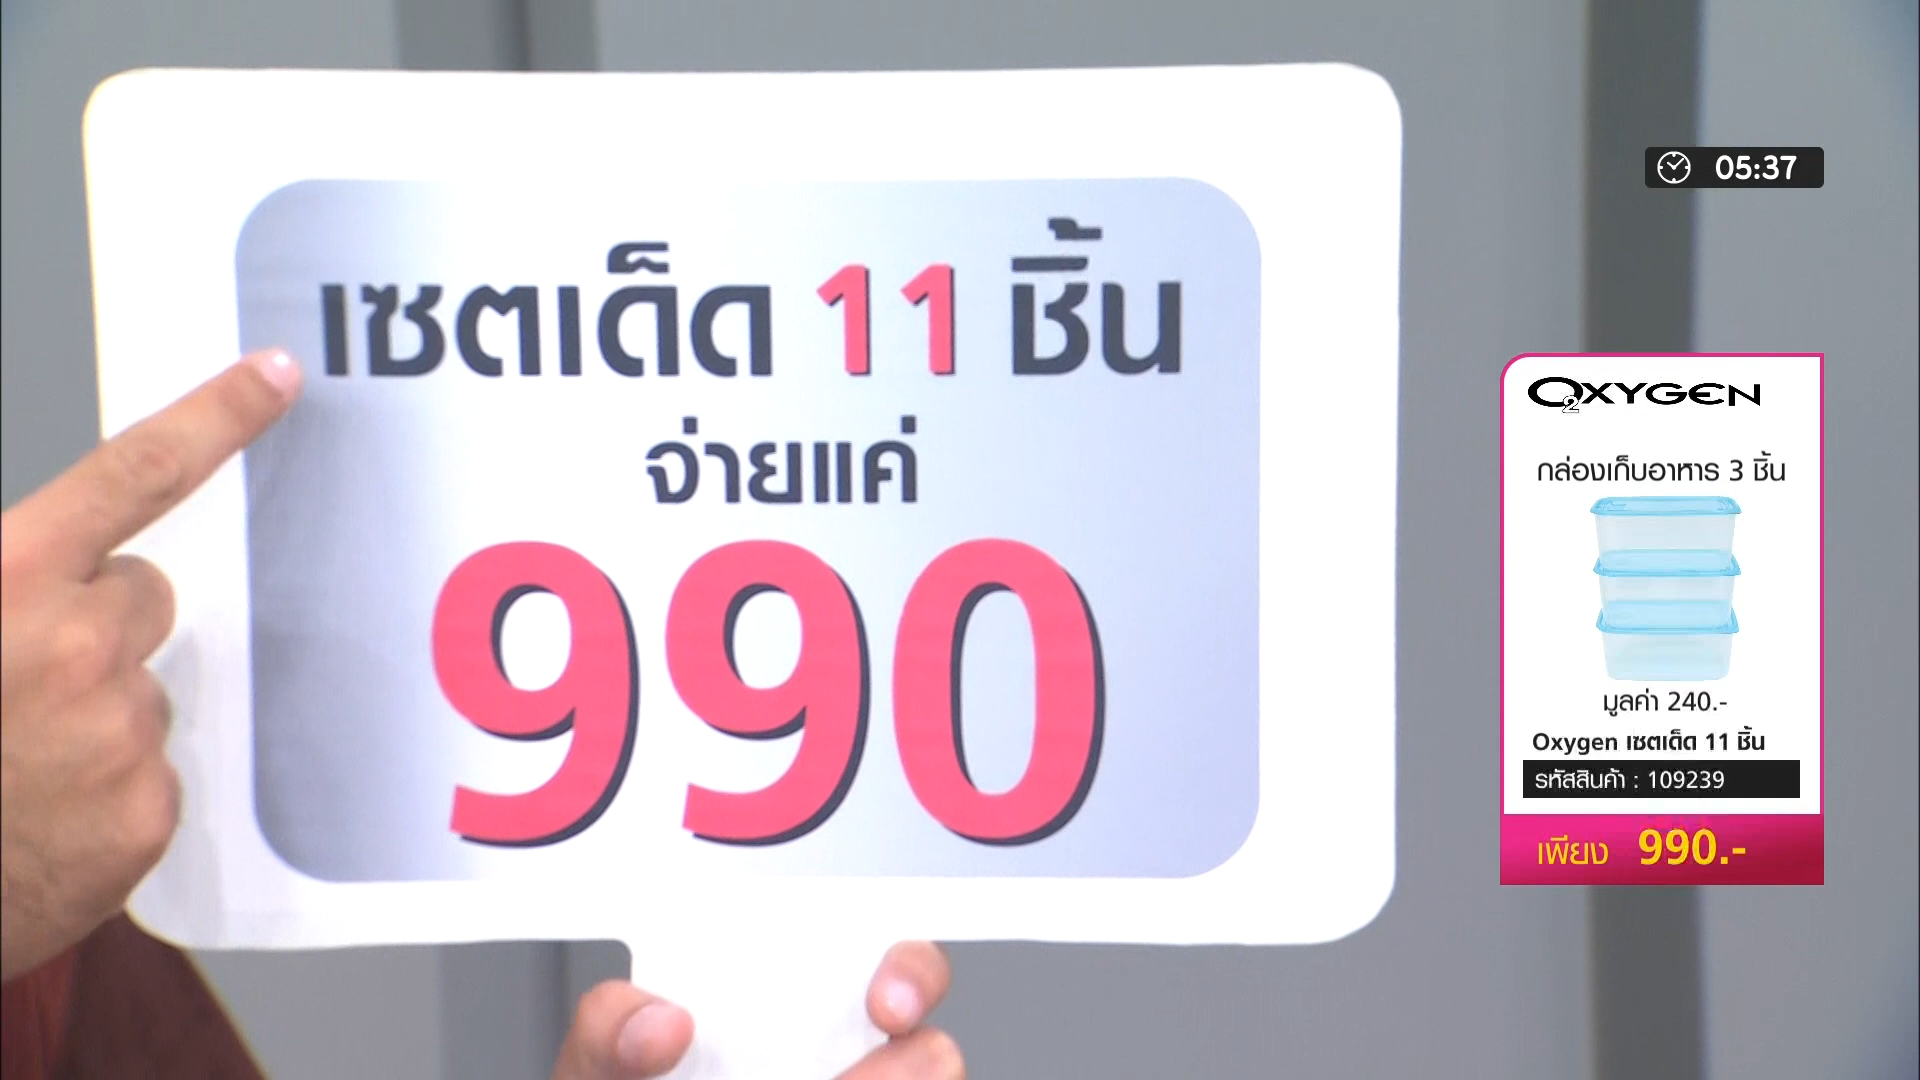 เซตเด็ด 11 ชิ้น
จ่ายแค่
990
05:37
O2XYGEN
กล่องเก็บอาหาร 3 ชิ้น
มูลค่า 240.-
Oxygen เซตเด็ด 11 ชิ้น
รหัสสินค้า : 109239
เพียง 990.-